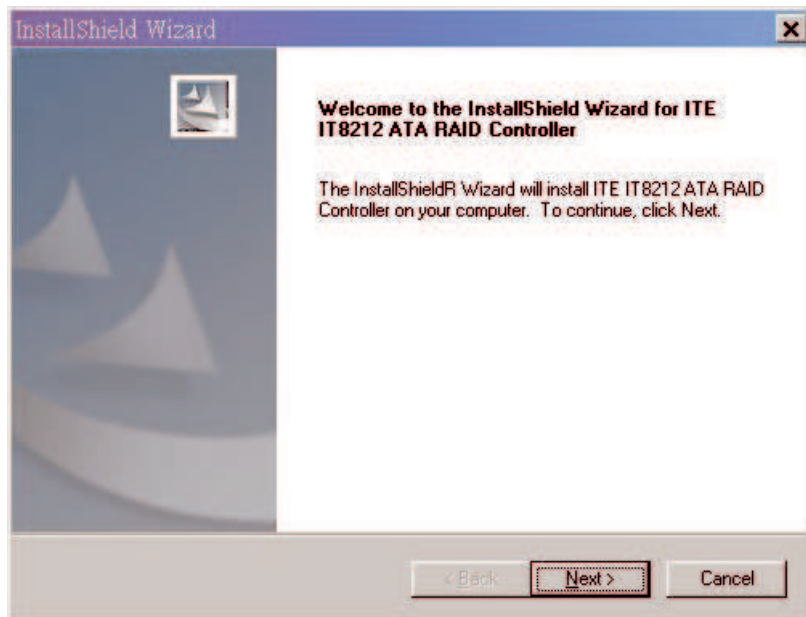 InstallShield Wizard
Welcome to the InstallShield Wizard for ITE
IT8212 ATA RAID Controller
The InstallShieldR Wizard will install ITE IT8212 ATA RAID
Controller on your computer. To continue, click Next.
< Back
Next >
Cancel